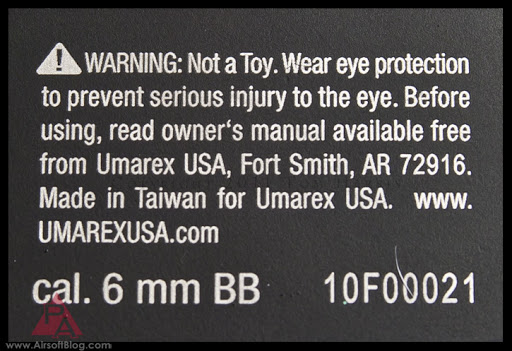 WARNING: Not a Toy. Wear eye protection
to prevent serious injury to the eye. Before
using, read owner's manual available free
from Umarex USA, Fort Smith, AR 72916.
Made in Taiwan for Umarex USA. www.
UMAREXUSA.com
cal. 6 mm BB 10F00021
PA
www.AirsoftBlog.com